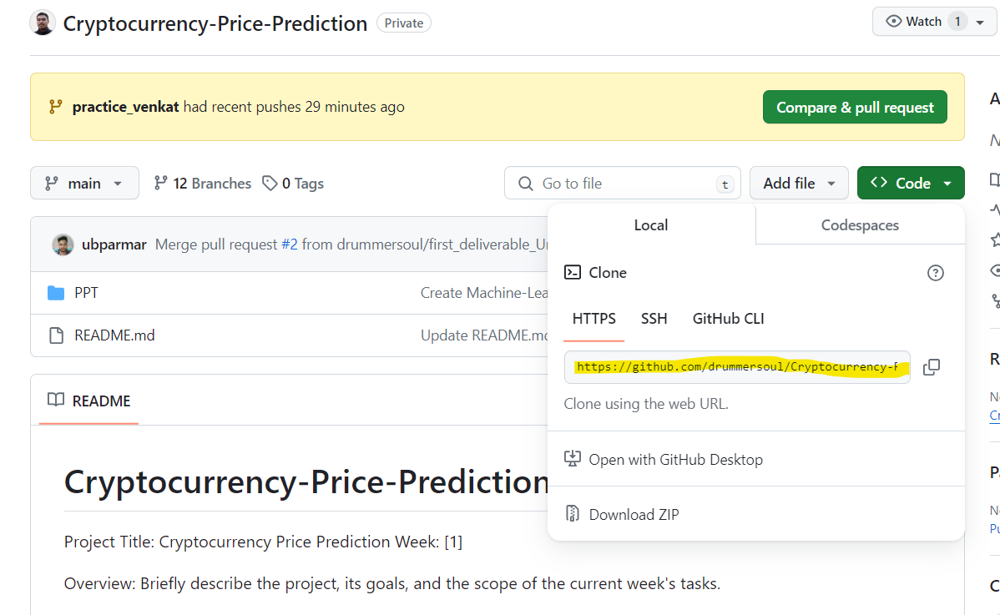 Cryptocurrency-Price-Prediction Private
Watch 1
practice_venkat had recent pushes 29 minutes ago
Compare & pull request
main 12 Branches 0 Tags
Go to file t
Add file
Code
Local Codespaces
ubparmar Merge pull request #2 from drummersoul/first_deliverable_
Clone
PPT Create Machine-Lea
HTTPS SSH GitHub CLI
README.md Update README.m
https://github.com/drummersoul/Cryptocurrency-
Clone using the web URL.
README
Open with GitHub Desktop
Cryptocurrency-Price-Prediction
Download ZIP
Project Title: Cryptocurrency Price Prediction Week: [1]
Overview: Briefly describe the project, its goals, and the scope of the current week's tasks.